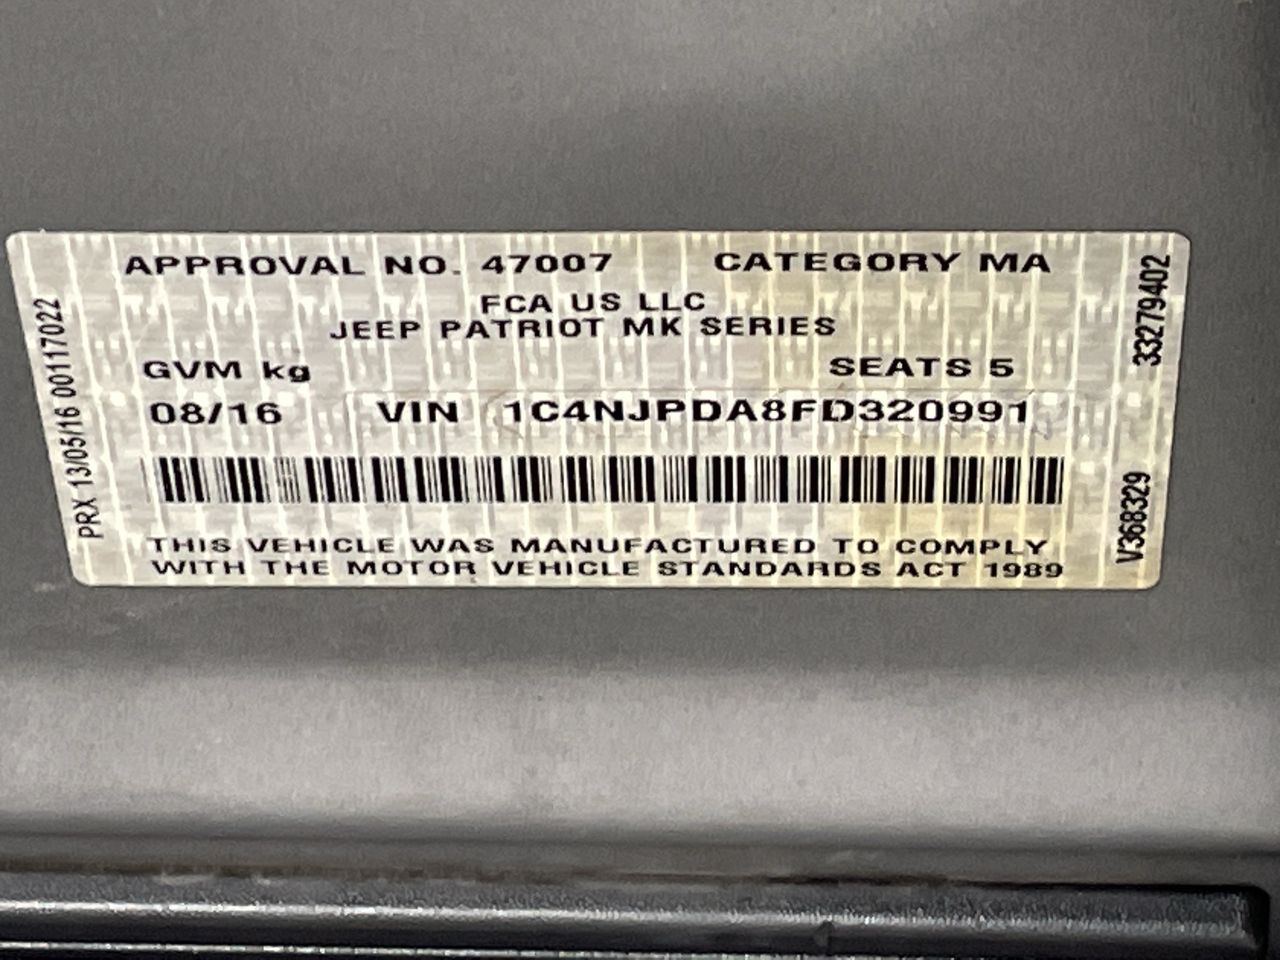 APPROVAL NO. 47007 CATEGORY MA
FCA US LLC
JEEP PATRIOT MK SERIES
GVM kg SEATS 5
08/16 VIN 1C4NJPDA8FD320991
THIS VEHICLE WAS MANUFACTURED TO COMPLY
WITH THE MOTOR VEHICLE STANDARDS ACT 1989
PRX 13/05/16 00117022
V368329 33279402